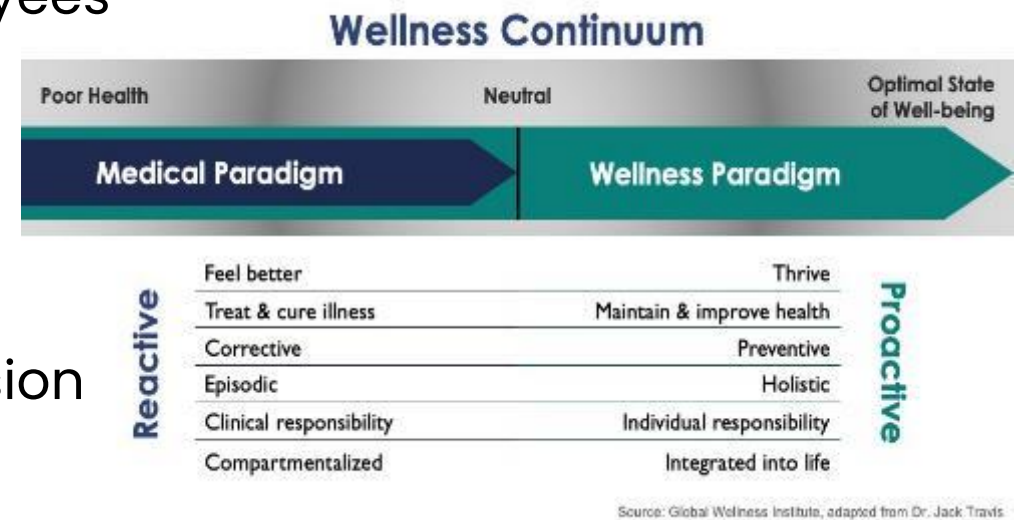 yees
Wellness Continuum
Poor Health Neutral Optimal State
of Well-being
Medical Paradigm Wellness Paradigm
Reactive
Proactive
Feel better Thrive
Treat & cure illness Maintain & improve health
Corrective Preventive
Episodic Holistic
sion
Clinical responsibility Individual responsibility
Compartmentalized Integrated into life
Source: Global Wellness Institute, adapted from Dr. Jack Travis